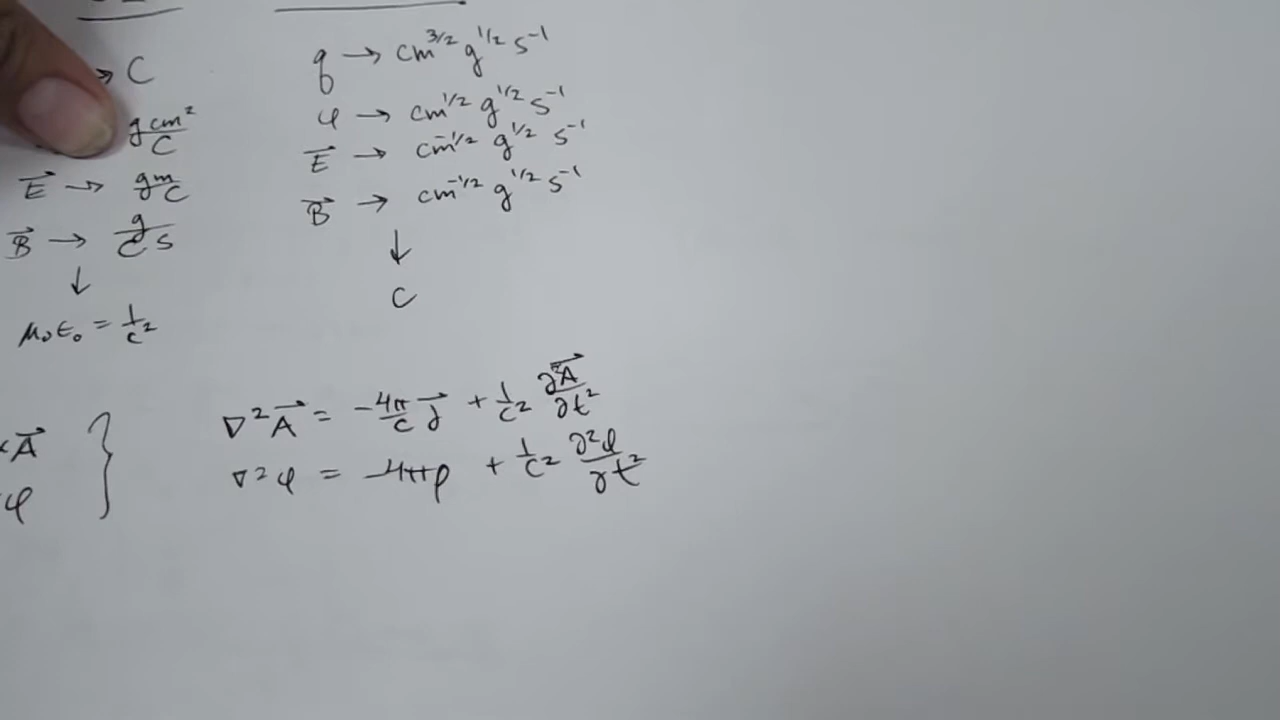 → C
g cm² / C
E⃗ → gm/C
B⃗ → g/(C s)
↓
μ₀ε₀ = 1/c²
q → cm^{3/2} g^{1/2} s^{-1}
φ → cm^{1/2} g^{1/2} s^{-1}
E⃗ → cm^{-1/2} g^{1/2} s^{-1}
B⃗ → cm^{-1/2} g^{1/2} s^{-1}
↓
c
×A⃗ }
φ
∇²A⃗ = -4π/c J⃗ + 1/c² ∂²A⃗/∂t²
∇²φ = -4πρ + 1/c² ∂²φ/∂t²